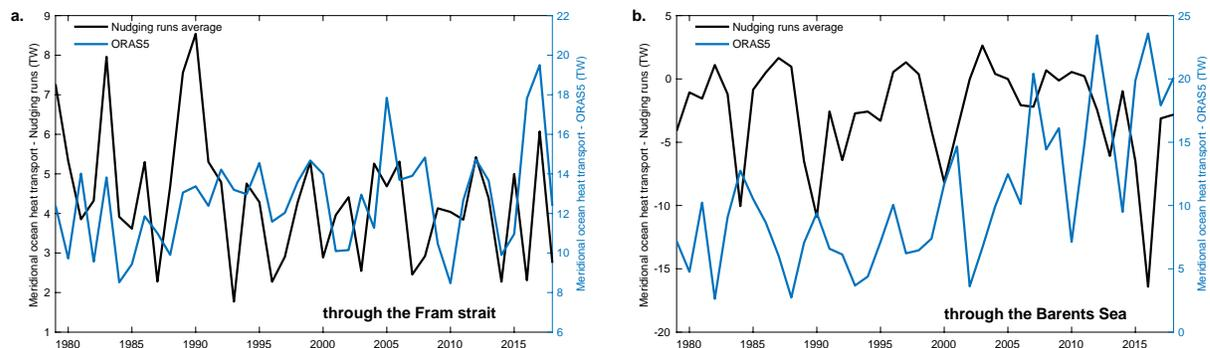 a.
Nudging runs average
ORAS5
Meridional ocean heat transport - Nudging runs (TW)
9
8
7
6
5
4
3
2
1
22
20
18
16
14
12
10
8
6
Meridional ocean heat transport - ORAS5 (TW)
through the Fram strait
1980 1985 1990 1995 2000 2005 2010 2015
b.
Nudging runs average
ORAS5
Meridional ocean heat transport - Nudging runs (TW)
5
0
-5
-10
-15
-20
25
20
15
10
5
0
Meridional ocean heat transport - ORAS5 (TW)
through the Barents Sea
1980 1985 1990 1995 2000 2005 2010 2015